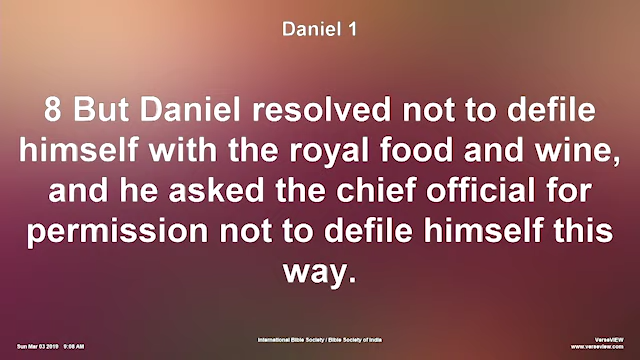 Daniel 1
8 But Daniel resolved not to defile
himself with the royal food and wine,
and he asked the chief official for
permission not to defile himself this
way.
International Bible Society / Bible Society of India
Sun Mar 03 2019 9:08 AM
VerseVIEW
www.verseview.com